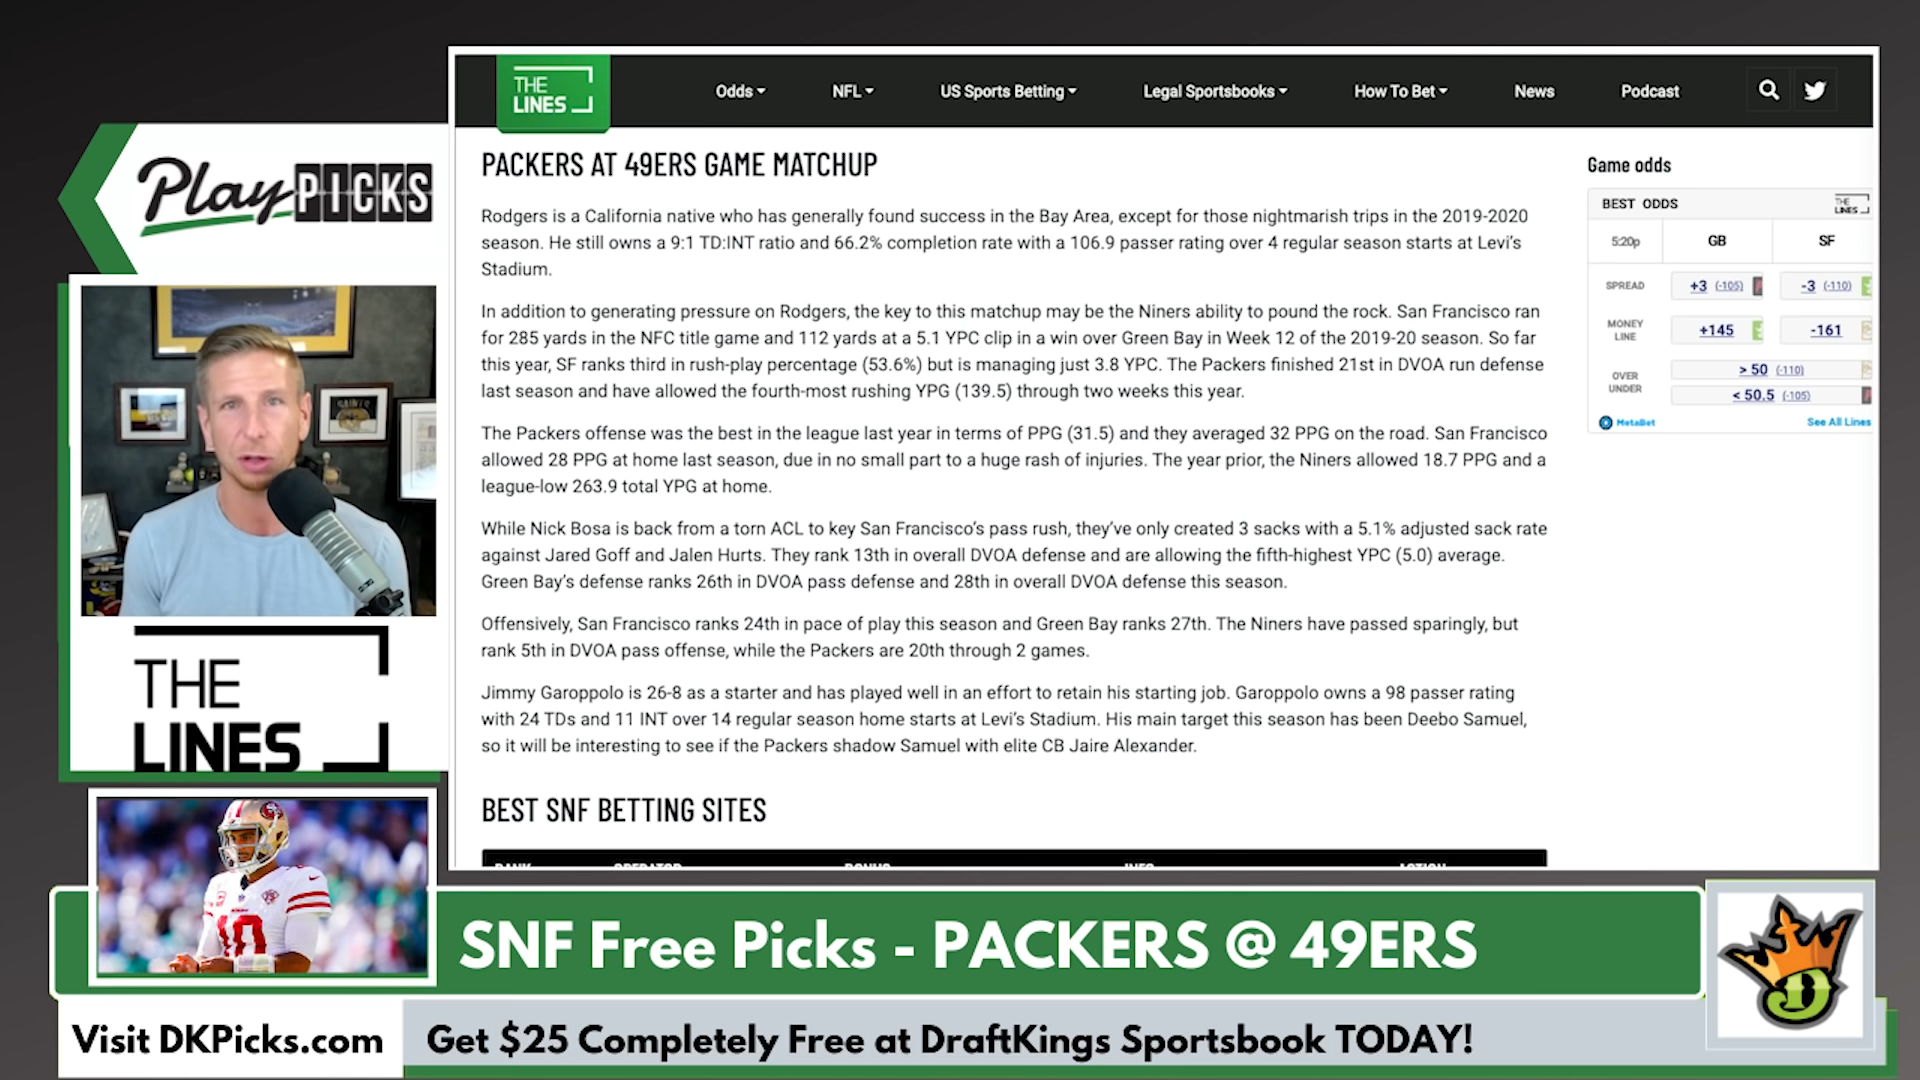 THE
LINES
Odds
NFL
US Sports Betting
Legal Sportsbooks
How To Bet
News
Podcast
Play PICKS
PACKERS AT 49ERS GAME MATCHUP
Rodgers is a California native who has generally found success in the Bay Area, except for those nightmarish trips in the 2019-2020
season. He still owns a 9:1 TD:INT ratio and 66.2% completion rate with a 106.9 passer rating over 4 regular season starts at Levi's
Stadium.
In addition to generating pressure on Rodgers, the key to this matchup may be the Niners ability to pound the rock. San Francisco ran
for 285 yards in the NFC title game and 112 yards at a 5.1 YPC clip in a win over Green Bay in Week 12 of the 2019-20 season. So far
this year, SF ranks third in rush-play percentage (53.6%) but is managing just 3.8 YPC. The Packers finished 21st in DVOA run defense
last season and have allowed the fourth-most rushing YPG (139.5) through two weeks this year.
The Packers offense was the best in the league last year in terms of PPG (31.5) and they averaged 32 PPG on the road. San Francisco
allowed 28 PPG at home last season, due in no small part to a huge rash of injuries. The year prior, the Niners allowed 18.7 PPG and a
league-low 263.9 total YPG at home.
While Nick Bosa is back from a torn ACL to key San Francisco's pass rush, they've only created 3 sacks with a 5.1% adjusted sack rate
against Jared Goff and Jalen Hurts. They rank 13th in overall DVOA defense and are allowing the fifth-highest YPC (5.0) average.
Green Bay's defense ranks 26th in DVOA pass defense and 28th in overall DVOA defense this season.
Offensively, San Francisco ranks 24th in pace of play this season and Green Bay ranks 27th. The Niners have passed sparingly, but
rank 5th in DVOA pass offense, while the Packers are 20th through 2 games.
Jimmy Garoppolo is 26-8 as a starter and has played well in an effort to retain his starting job. Garoppolo owns a 98 passer rating
with 24 TDs and 11 INT over 14 regular season home starts at Levi's Stadium. His main target this season has been Deebo Samuel,
so it will be interesting to see if the Packers shadow Samuel with elite CB Jaire Alexander.
BEST SNF BETTING SITES
RANK OPERATOR BONUS INFO ACTION
Game odds
BEST ODDS
THE
LINES
5:20p GB SF
SPREAD +3 (-105) -3 (-110)
MONEY
LINE +145 -161
OVER
UNDER
> 50 (-110)
< 50.5 (-105)
MetaBet See All Lines
SAINTS
THE
LINES
10
SNF Free Picks - PACKERS @ 49ERS
D
Visit DKPicks.com
Get $25 Completely Free at DraftKings Sportsbook TODAY!